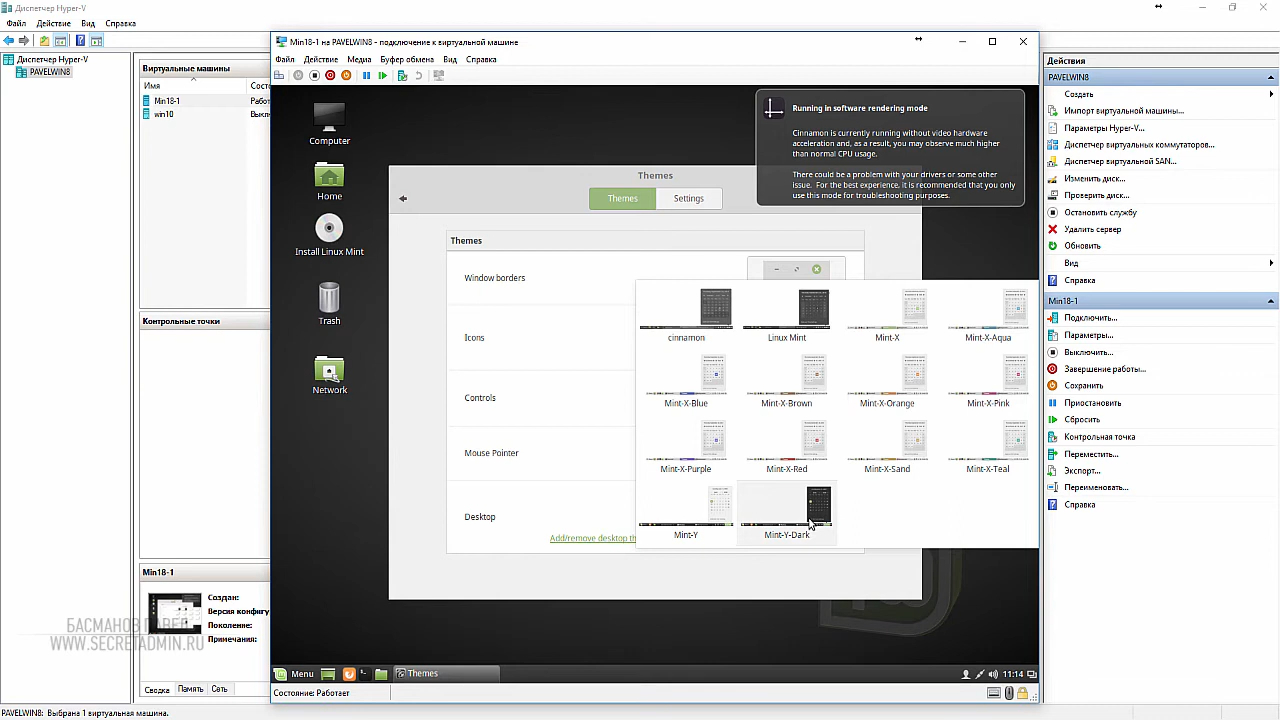 Диспетчер Hyper-V
Файл Действие Вид Справка
Диспетчер Hyper-V
PAVELWIN8
Виртуальные машины
Имя Состо
Min18-1 Работ
win10 Выкл
Контрольные точки
Min18-1
Создан:
Версия конфигу
Поколение:
Примечания:
Сводка Память Сеть
PAVELWIN8: Выбрана 1 виртуальная машина.
БАСМАНОВ ПАВЕЛ
WWW.SECRETADMIN.RU
Min18-1 на PAVELWIN8 - подключение к виртуальной машине
Файл Действие Медиа Буфер обмена Вид Справка
Computer
Home
Install Linux Mint
Trash
Network
Running in software rendering mode
Cinnamon is currently running without video hardware
acceleration and, as a result, you may observe much higher
than normal CPU usage.
There could be a problem with your drivers or some other
issue. For the best experience, it is recommended that you only
use this mode for troubleshooting purposes.
Themes
Themes Settings
Themes
Window borders
Icons
Controls
Mouse Pointer
Desktop
Add/remove desktop th
cinnamon Linux Mint Mint-X Mint-X-Aqua
Mint-X-Blue Mint-X-Brown Mint-X-Orange Mint-X-Pink
Mint-X-Purple Mint-X-Red Mint-X-Sand Mint-X-Teal
Mint-Y Mint-Y-Dark
Menu Themes 11:14
Состояние: Работает
Действия
PAVELWIN8
Создать
Импорт виртуальной машины...
Параметры Hyper-V...
Диспетчер виртуальных коммутаторов...
Диспетчер виртуальной SAN...
Изменить диск...
Проверить диск...
Остановить службу
Удалить сервер
Обновить
Вид
Справка
Min18-1
Подключить...
Параметры...
Выключить...
Завершение работы...
Сохранить
Приостановить
Сбросить
Контрольная точка
Переместить...
Экспорт...
Переименовать...
Справка